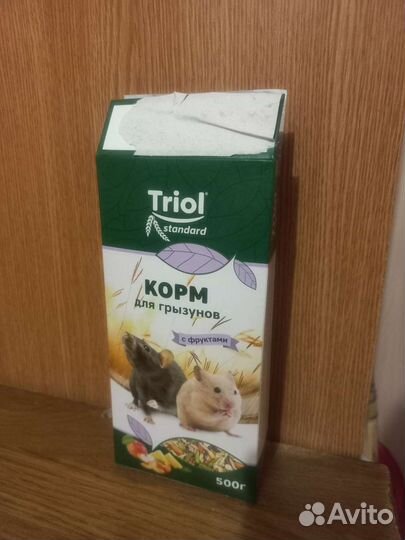 Triol
standard
КОРМ
для грызунов
с фруктами
500г
Avito